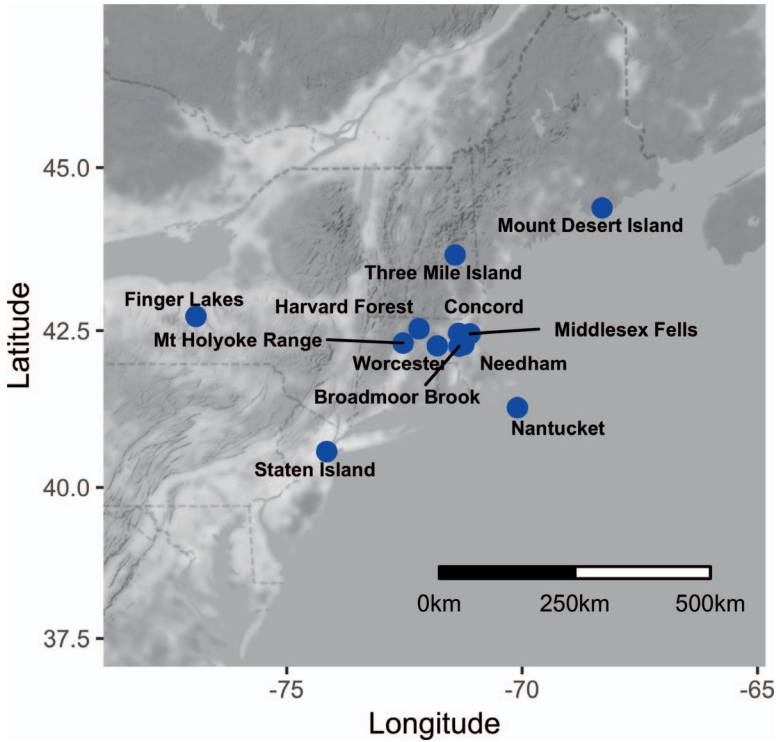 45.0
Mount Desert Island
Three Mile Island
Finger Lakes
Harvard Forest
Concord
42.5
Mt Holyoke Range
Middlesex Fells
Worcester
Needham
Broadmoor Brook
Nantucket
Staten Island
40.0
0km
250km
500km
37.5
-75
-70
-65
Longitude
Latitude